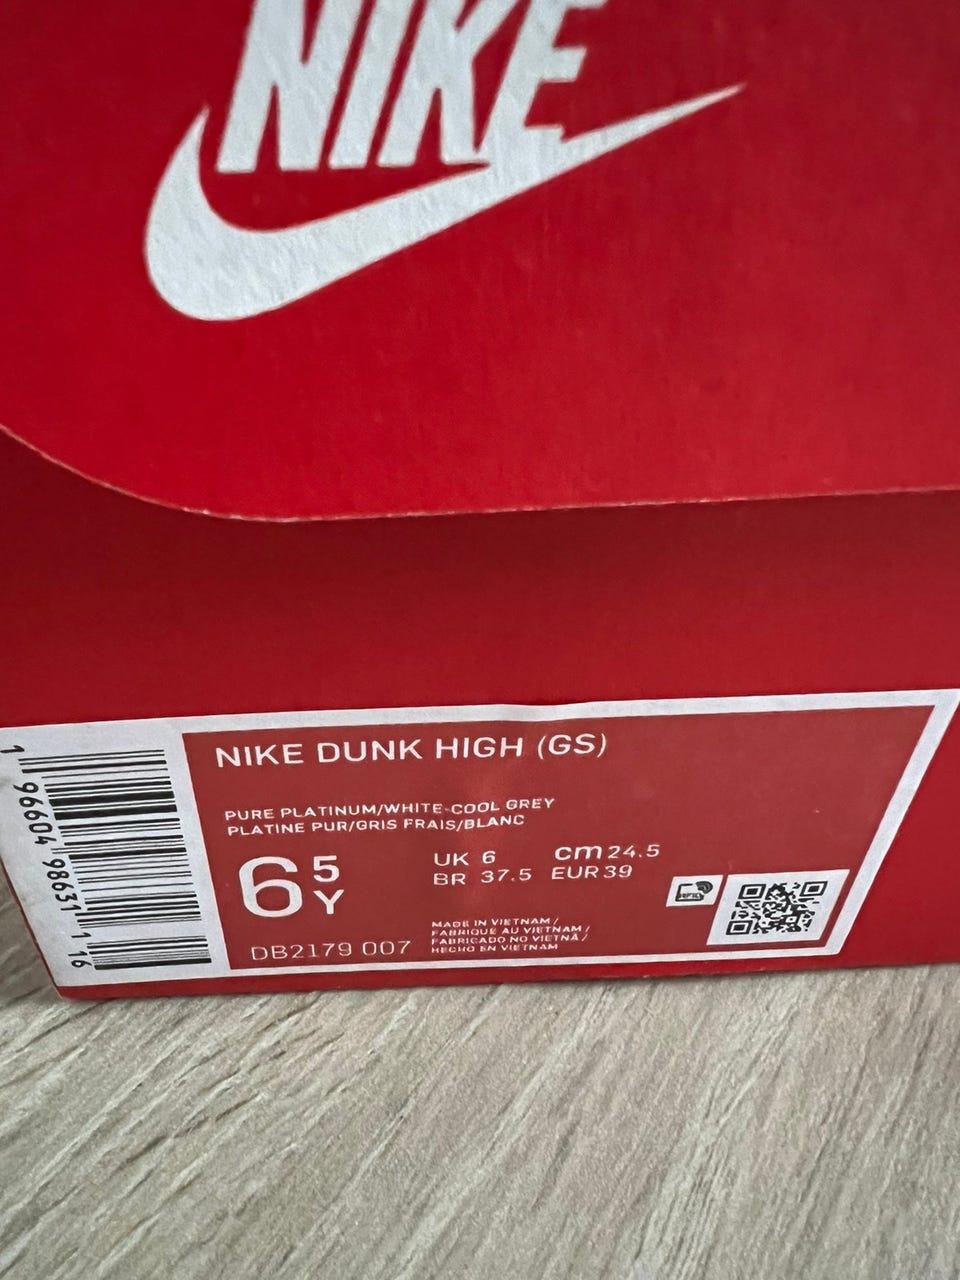 NIKE
NIKE DUNK HIGH (GS)
PURE PLATINUM/WHITE-COOL GREY
PLATINE PUR/GRIS FRAIS/BLANC
6 5 Y
UK 6 cm 24.5
BR 37.5 EUR 39
MADE IN VIETNAM /
FABRIQUE AU VIETNAM /
FABRICADO NO VIETNÃ /
HECHO EN VIETNAM
DB2179 007
1 96604 98631 1 16